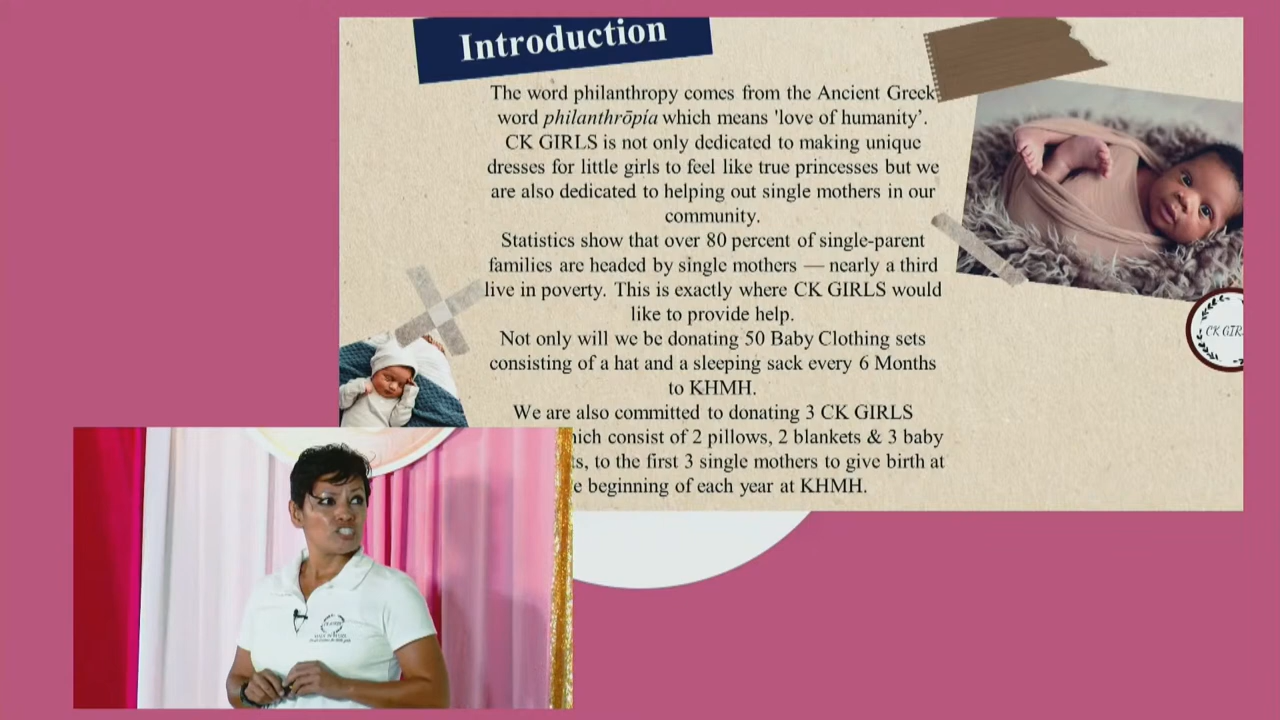 Introduction
The word philanthropy comes from the Ancient Greek
word philanthrōpía which means 'love of humanity’.
CK GIRLS is not only dedicated to making unique
dresses for little girls to feel like true princesses but we
are also dedicated to helping out single mothers in our
community.
Statistics show that over 80 percent of single-parent
families are headed by single mothers — nearly a third
live in poverty. This is exactly where CK GIRLS would
like to provide help.
Not only will we be donating 50 Baby Clothing sets
consisting of a hat and a sleeping sack every 6 Months
to KHMH.
We are also committed to donating 3 CK GIRLS
consist of 2 pillows, 2 blankets & 3 baby
to the first 3 single mothers to give birth at
beginning of each year at KHMH.
CK